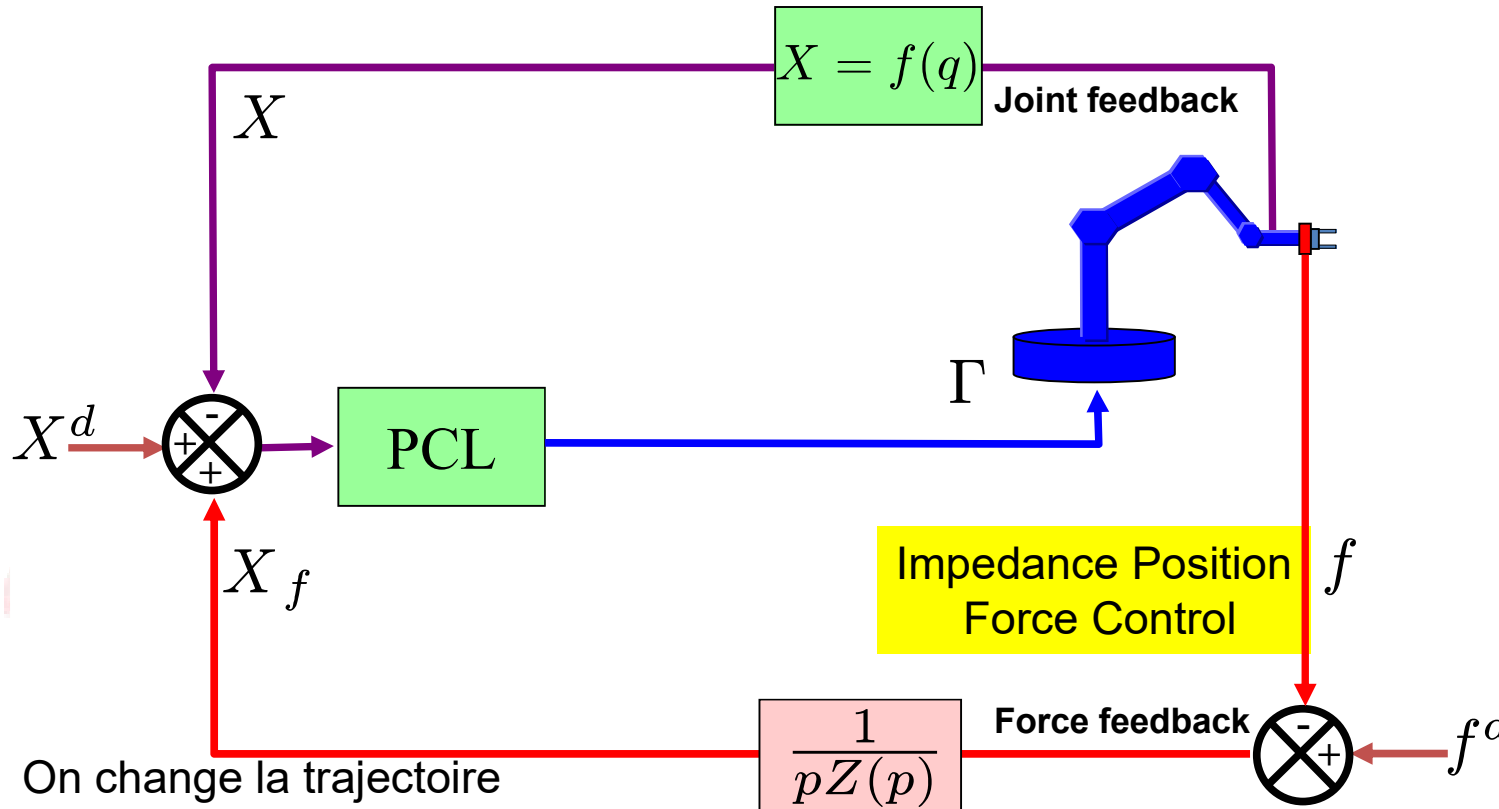 X = f(q)
Joint feedback
X
Γ
X^d
-
+
+
PCL
X_f
Impedance Position
Force Control
f
Force feedback
-
+
1
pZ(p)
On change la trajectoire